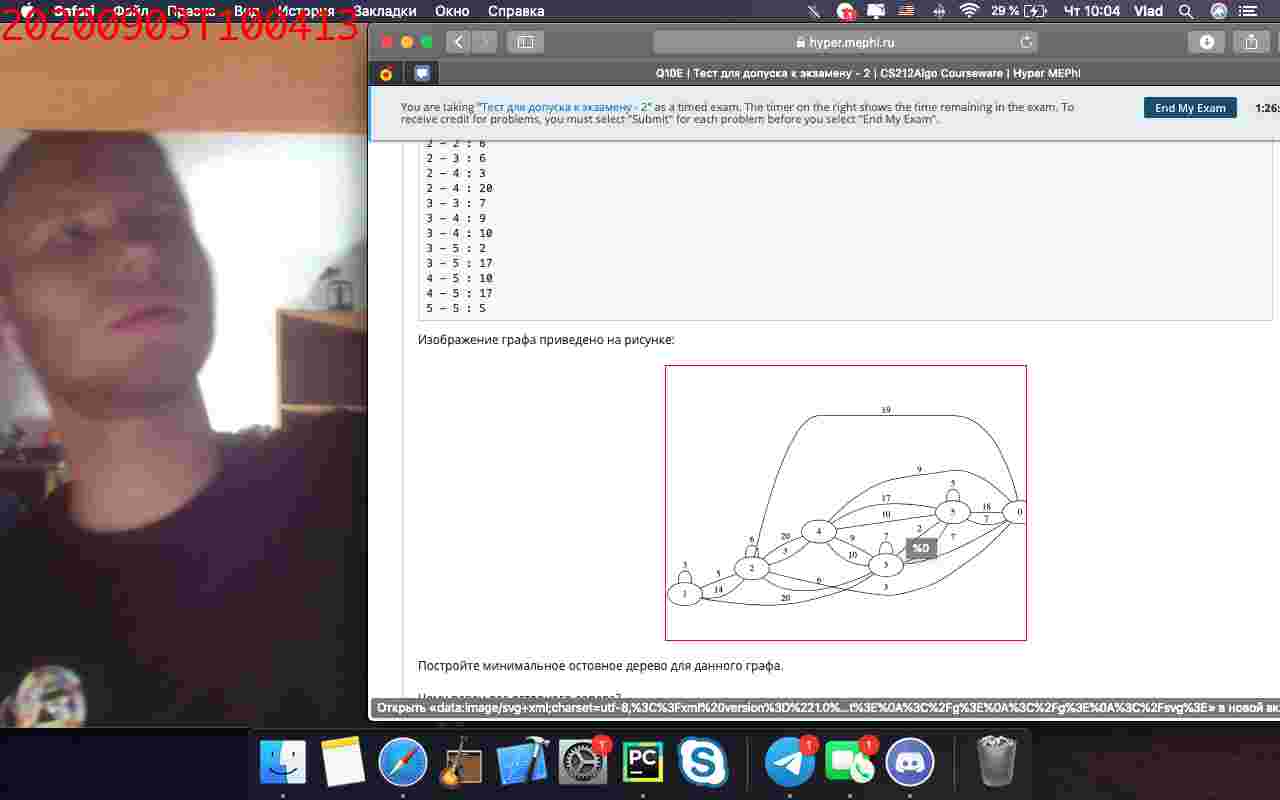 Safari Файл Правка Вид История Закладки Окно Справка 29 % Чт 10:04 Vlad
20200903T100413
hyper.mephi.ru
Q10E | Тест для допуска к экзамену - 2 | CS212Algo Courseware | Hyper MEPhI
You are taking "Тест для допуска к экзамену - 2" as a timed exam. The timer on the right shows the time remaining in the exam. To
receive credit for problems, you must select "Submit" for each problem before you select "End My Exam".
End My Exam
1:26:
2 – 2 : 6
2 – 3 : 6
2 – 4 : 3
2 – 4 : 20
3 – 3 : 7
3 – 4 : 9
3 – 4 : 10
3 – 5 : 2
3 – 5 : 17
4 – 5 : 10
4 – 5 : 17
5 – 5 : 5
Изображение графа приведено на рисунке:
19
9
5
17
10
5
18
7
0
6
20
3
4
9
10
7
2
7
%0
3
5
14
2
6
3
3
1
20
Постройте минимальное остовное дерево для данного графа.
Открыть «data:image/svg+xml;charset=utf-8,%3C%3Fxml%20version%3D%221.0%...t%3E%0A%3C%2Fg%3E%0A%3C%2Fg%3E%0A%3C%2Fsvg%3E» в новой вк
1
PC
1
1